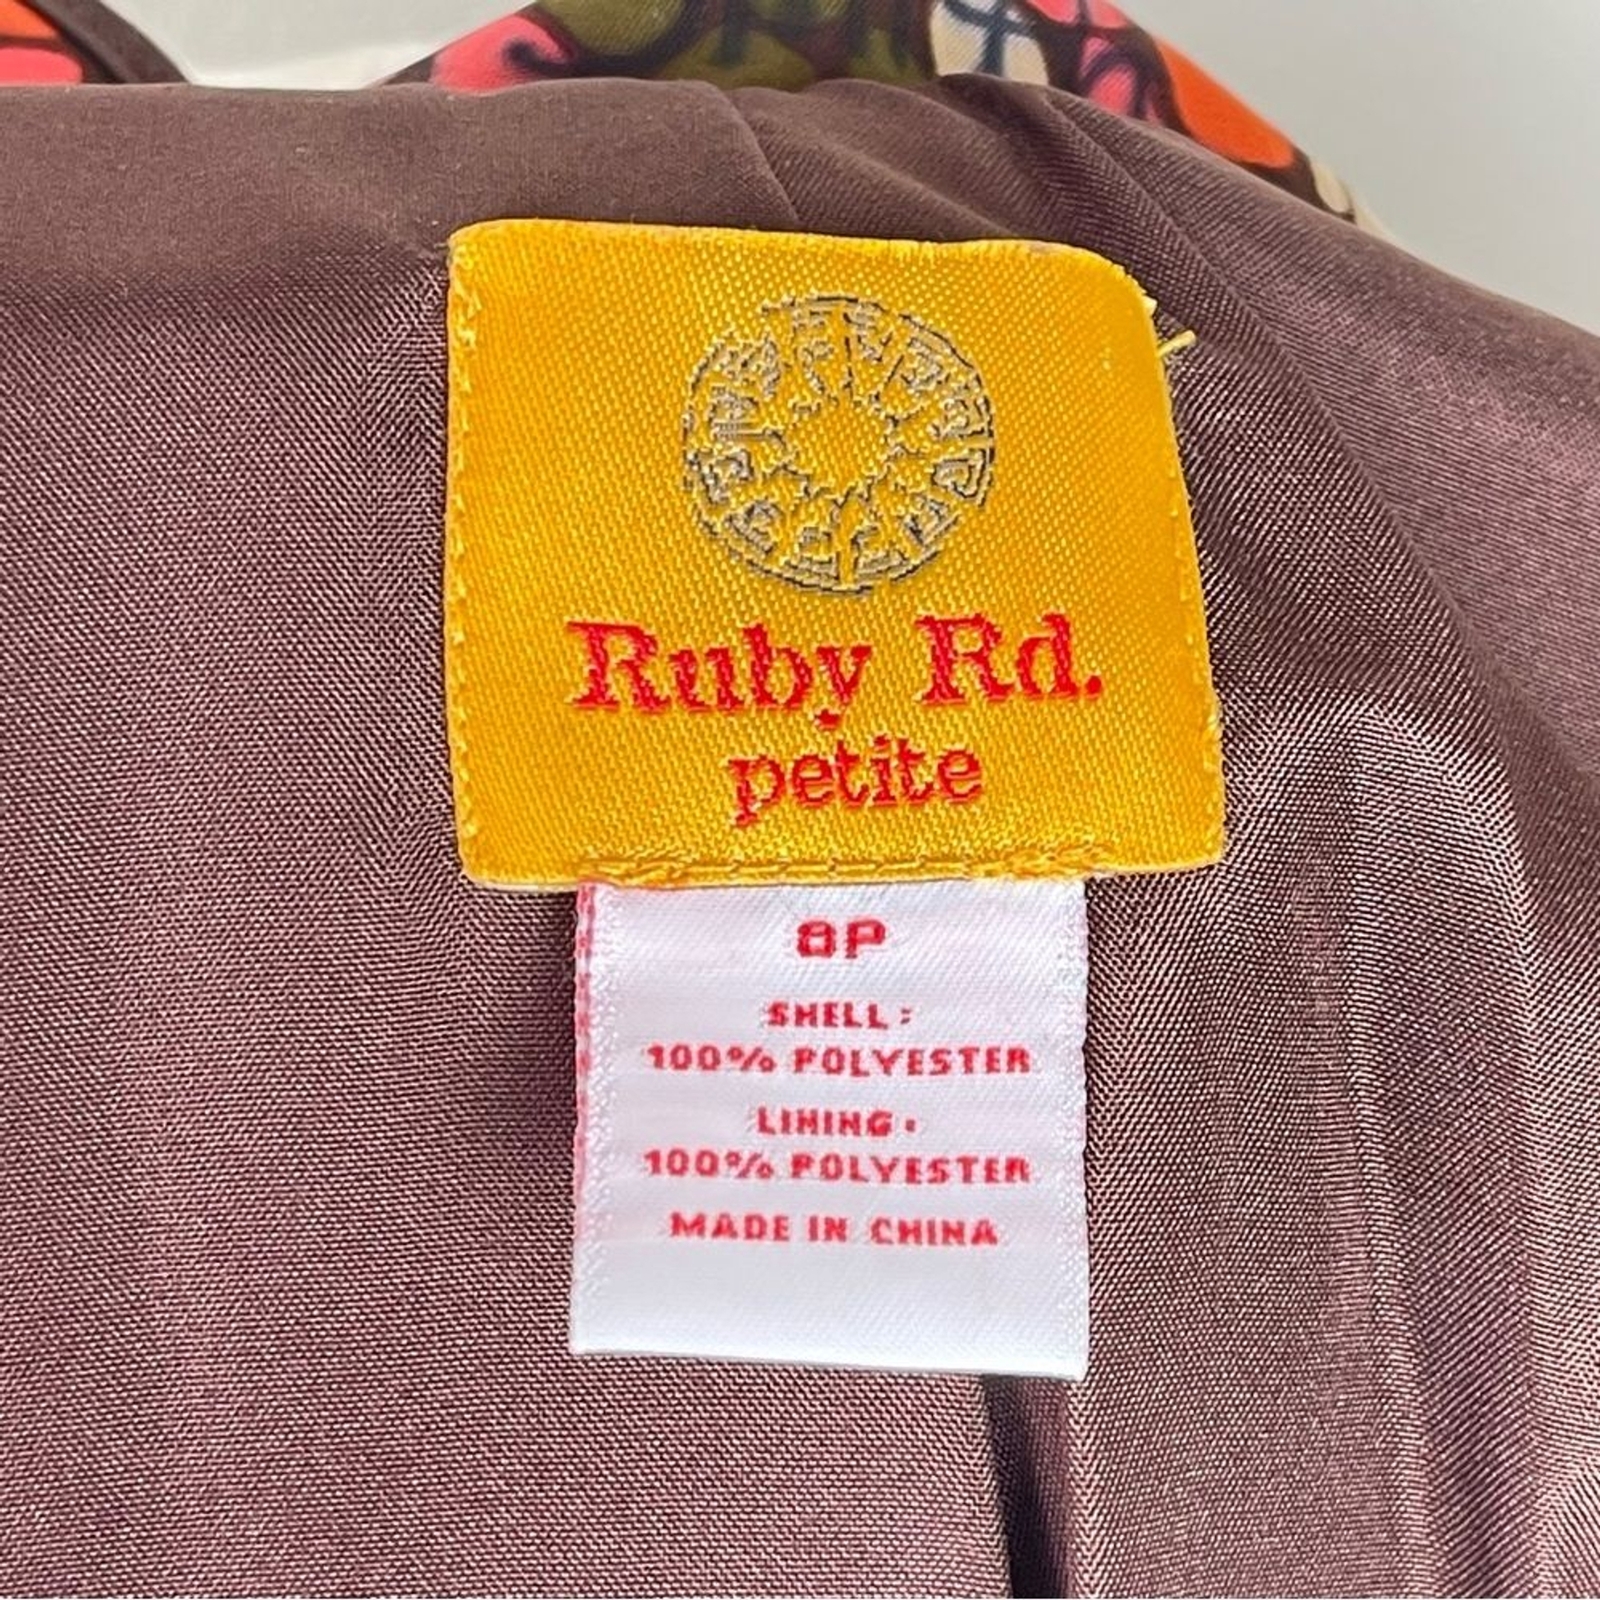 Ruby Rd.
petite
8P
SHELL:
100% POLYESTER
LINING:
100% POLYESTER
MADE IN CHINA